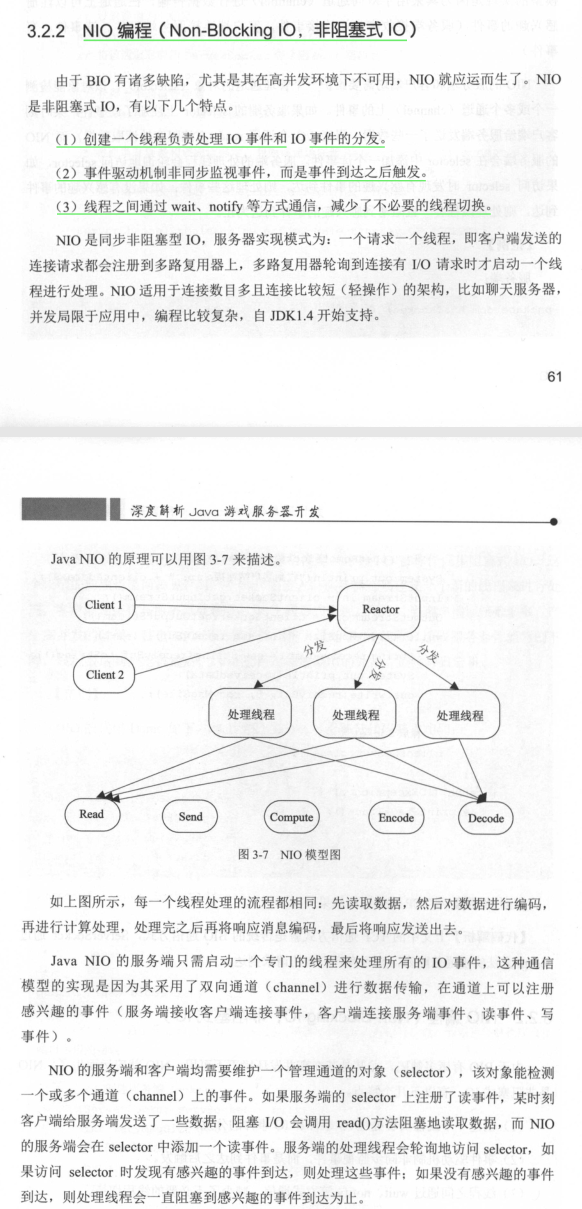 3.2.2 NIO 编程（Non-Blocking IO，非阻塞式 IO）
由于 BIO 有诸多缺陷，尤其是其在高并发环境下不可用，NIO 就应运而生了。NIO
是非阻塞式 IO，有以下几个特点。
（1）创建一个线程负责处理 IO 事件和 IO 事件的分发。
（2）事件驱动机制非同步监视事件，而是事件到达之后触发。
（3）线程之间通过 wait、notify 等方式通信，减少了不必要的线程切换。
NIO 是同步非阻塞型 IO，服务器实现模式为：一个请求一个线程，即客户端发送的
连接请求都会注册到多路复用器上，多路复用器轮询到连接有 I/O 请求时才启动一个线
程进行处理。NIO 适用于连接数目多且连接比较短（轻操作）的架构，比如聊天服务器，
并发局限于应用中，编程比较复杂，自 JDK1.4 开始支持。
61
深度解析 Java 游戏服务器开发
Java NIO 的原理可以用图 3-7 来描述。
Client 1
Reactor
Client 2
分发
分发
分发
处理线程
处理线程
处理线程
Read
Send
Compute
Encode
Decode
图 3-7 NIO 模型图
如上图所示，每一个线程处理的流程都相同：先读取数据，然后对数据进行编码，
再进行计算处理，处理完之后再将响应消息编码，最后将响应发送出去。
Java NIO 的服务端只需启动一个专门的线程来处理所有的 IO 事件，这种通信
模型的实现是因为其采用了双向通道（channel）进行数据传输，在通道上可以注册
感兴趣的事件（服务端接收客户端连接事件，客户端连接服务端事件、读事件、写
事件）。
NIO 的服务端和客户端均需要维护一个管理通道的对象（selector），该对象能检测
一个或多个通道（channel）上的事件。如果服务端的 selector 上注册了读事件，某时刻
客户端给服务端发送了一些数据，阻塞 I/O 会调用 read()方法阻塞地读取数据，而 NIO
的服务端会在 selector 中添加一个读事件。服务端的处理线程会轮询地访问 selector，如
果访问 selector 时发现有感兴趣的事件到达，则处理这些事件；如果没有感兴趣的事件
到达，则处理线程会一直阻塞到感兴趣的事件到达为止。